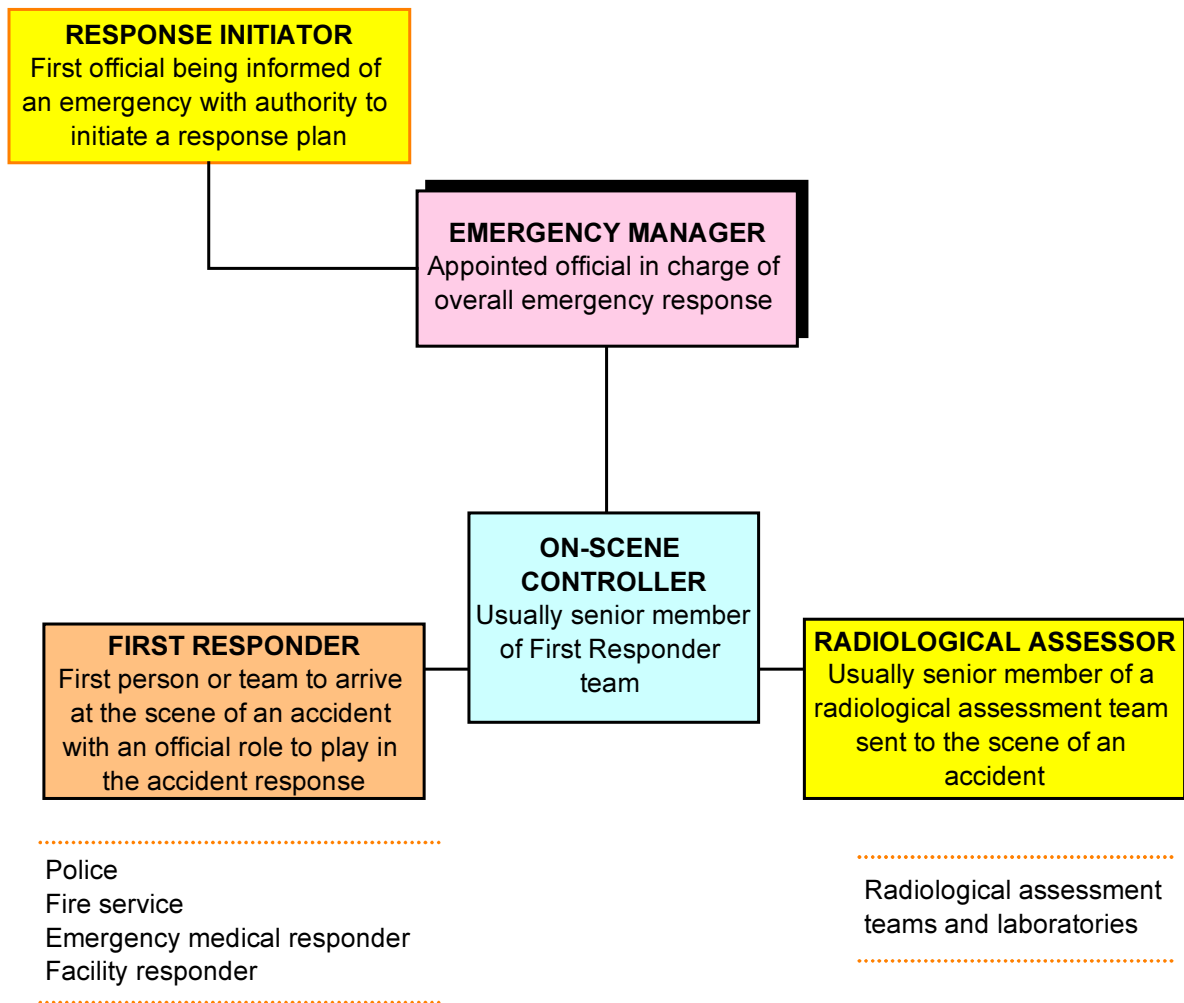 RESPONSE INITIATOR
First official being informed of
an emergency with authority to
initiate a response plan
EMERGENCY MANAGER
Appointed official in charge of
overall emergency response
ON-SCENE
CONTROLLER
Usually senior member
of First Responder
team
FIRST RESPONDER
First person or team to arrive
at the scene of an accident
with an official role to play in
the accident response
RADIOLOGICAL ASSESSOR
Usually senior member of a
radiological assessment team
sent to the scene of an
accident
Police
Fire service
Emergency medical responder
Facility responder
Radiological assessment
teams and laboratories